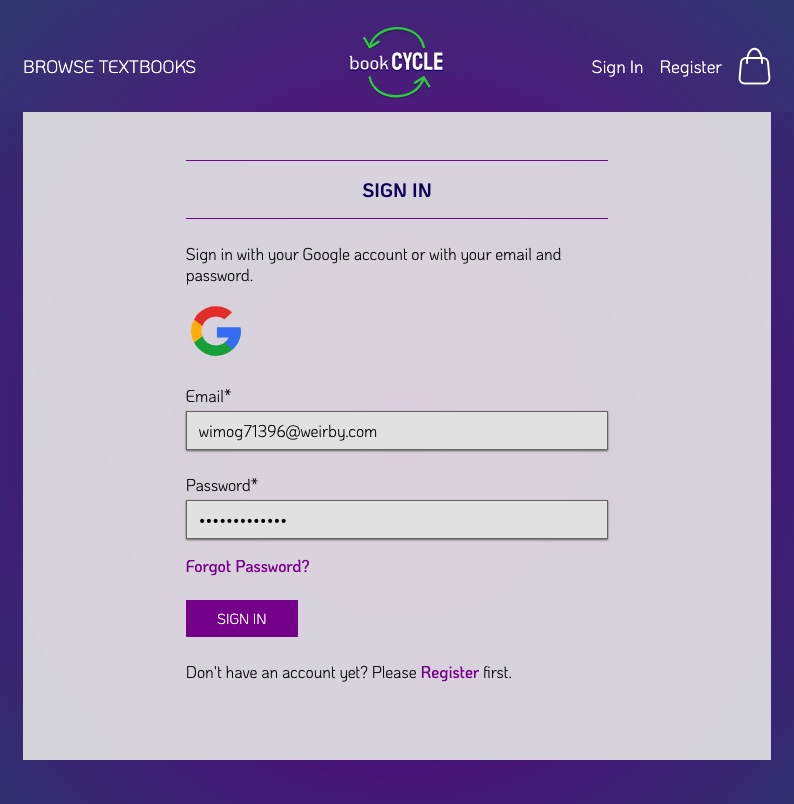 BROWSE TEXTBOOKS
book CYCLE
Sign In
Register
SIGN IN
Sign in with your Google account or with your email and
password.
Email*
wimog71396@weirby.com
Password*
•••••••••••••
Forgot Password?
SIGN IN
Don't have an account yet? Please Register first.